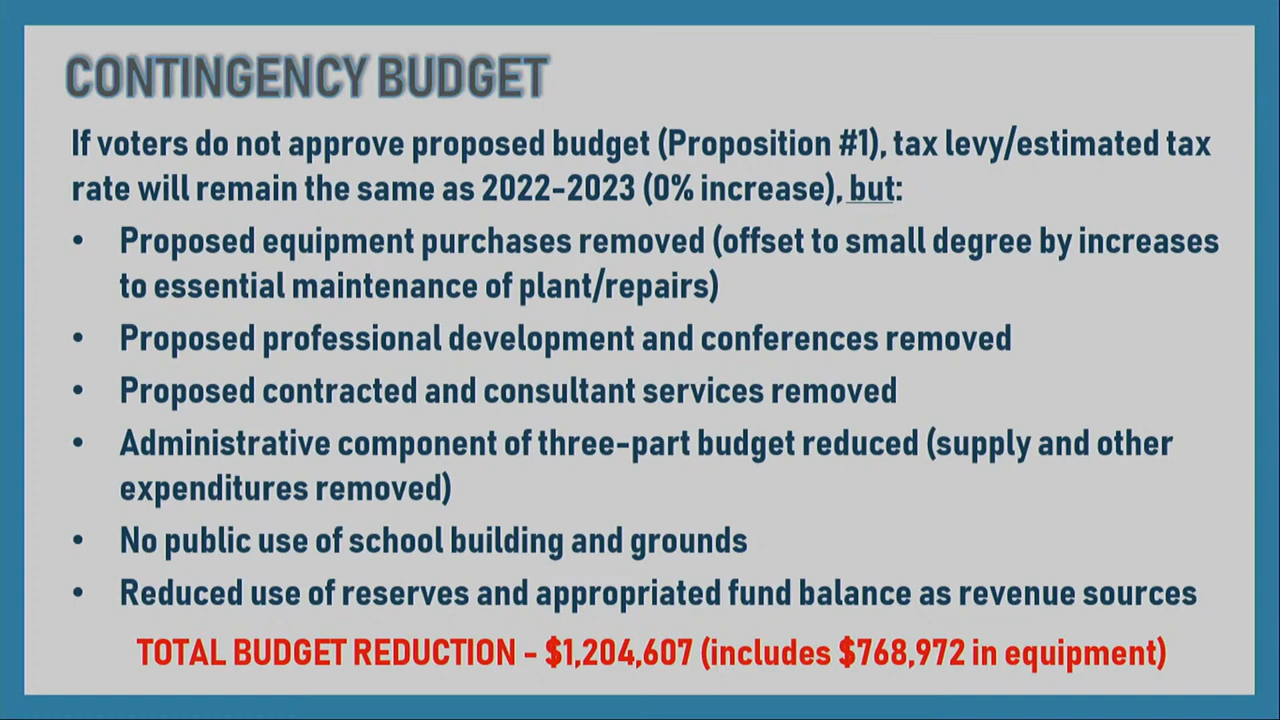 CONTINGENCY BUDGET
If voters do not approve proposed budget (Proposition #1), tax levy/estimated tax
rate will remain the same as 2022-2023 (0% increase), but:
• Proposed equipment purchases removed (offset to small degree by increases
to essential maintenance of plant/repairs)
• Proposed professional development and conferences removed
• Proposed contracted and consultant services removed
• Administrative component of three-part budget reduced (supply and other
expenditures removed)
• No public use of school building and grounds
• Reduced use of reserves and appropriated fund balance as revenue sources
TOTAL BUDGET REDUCTION - $1,204,607 (includes $768,972 in equipment)